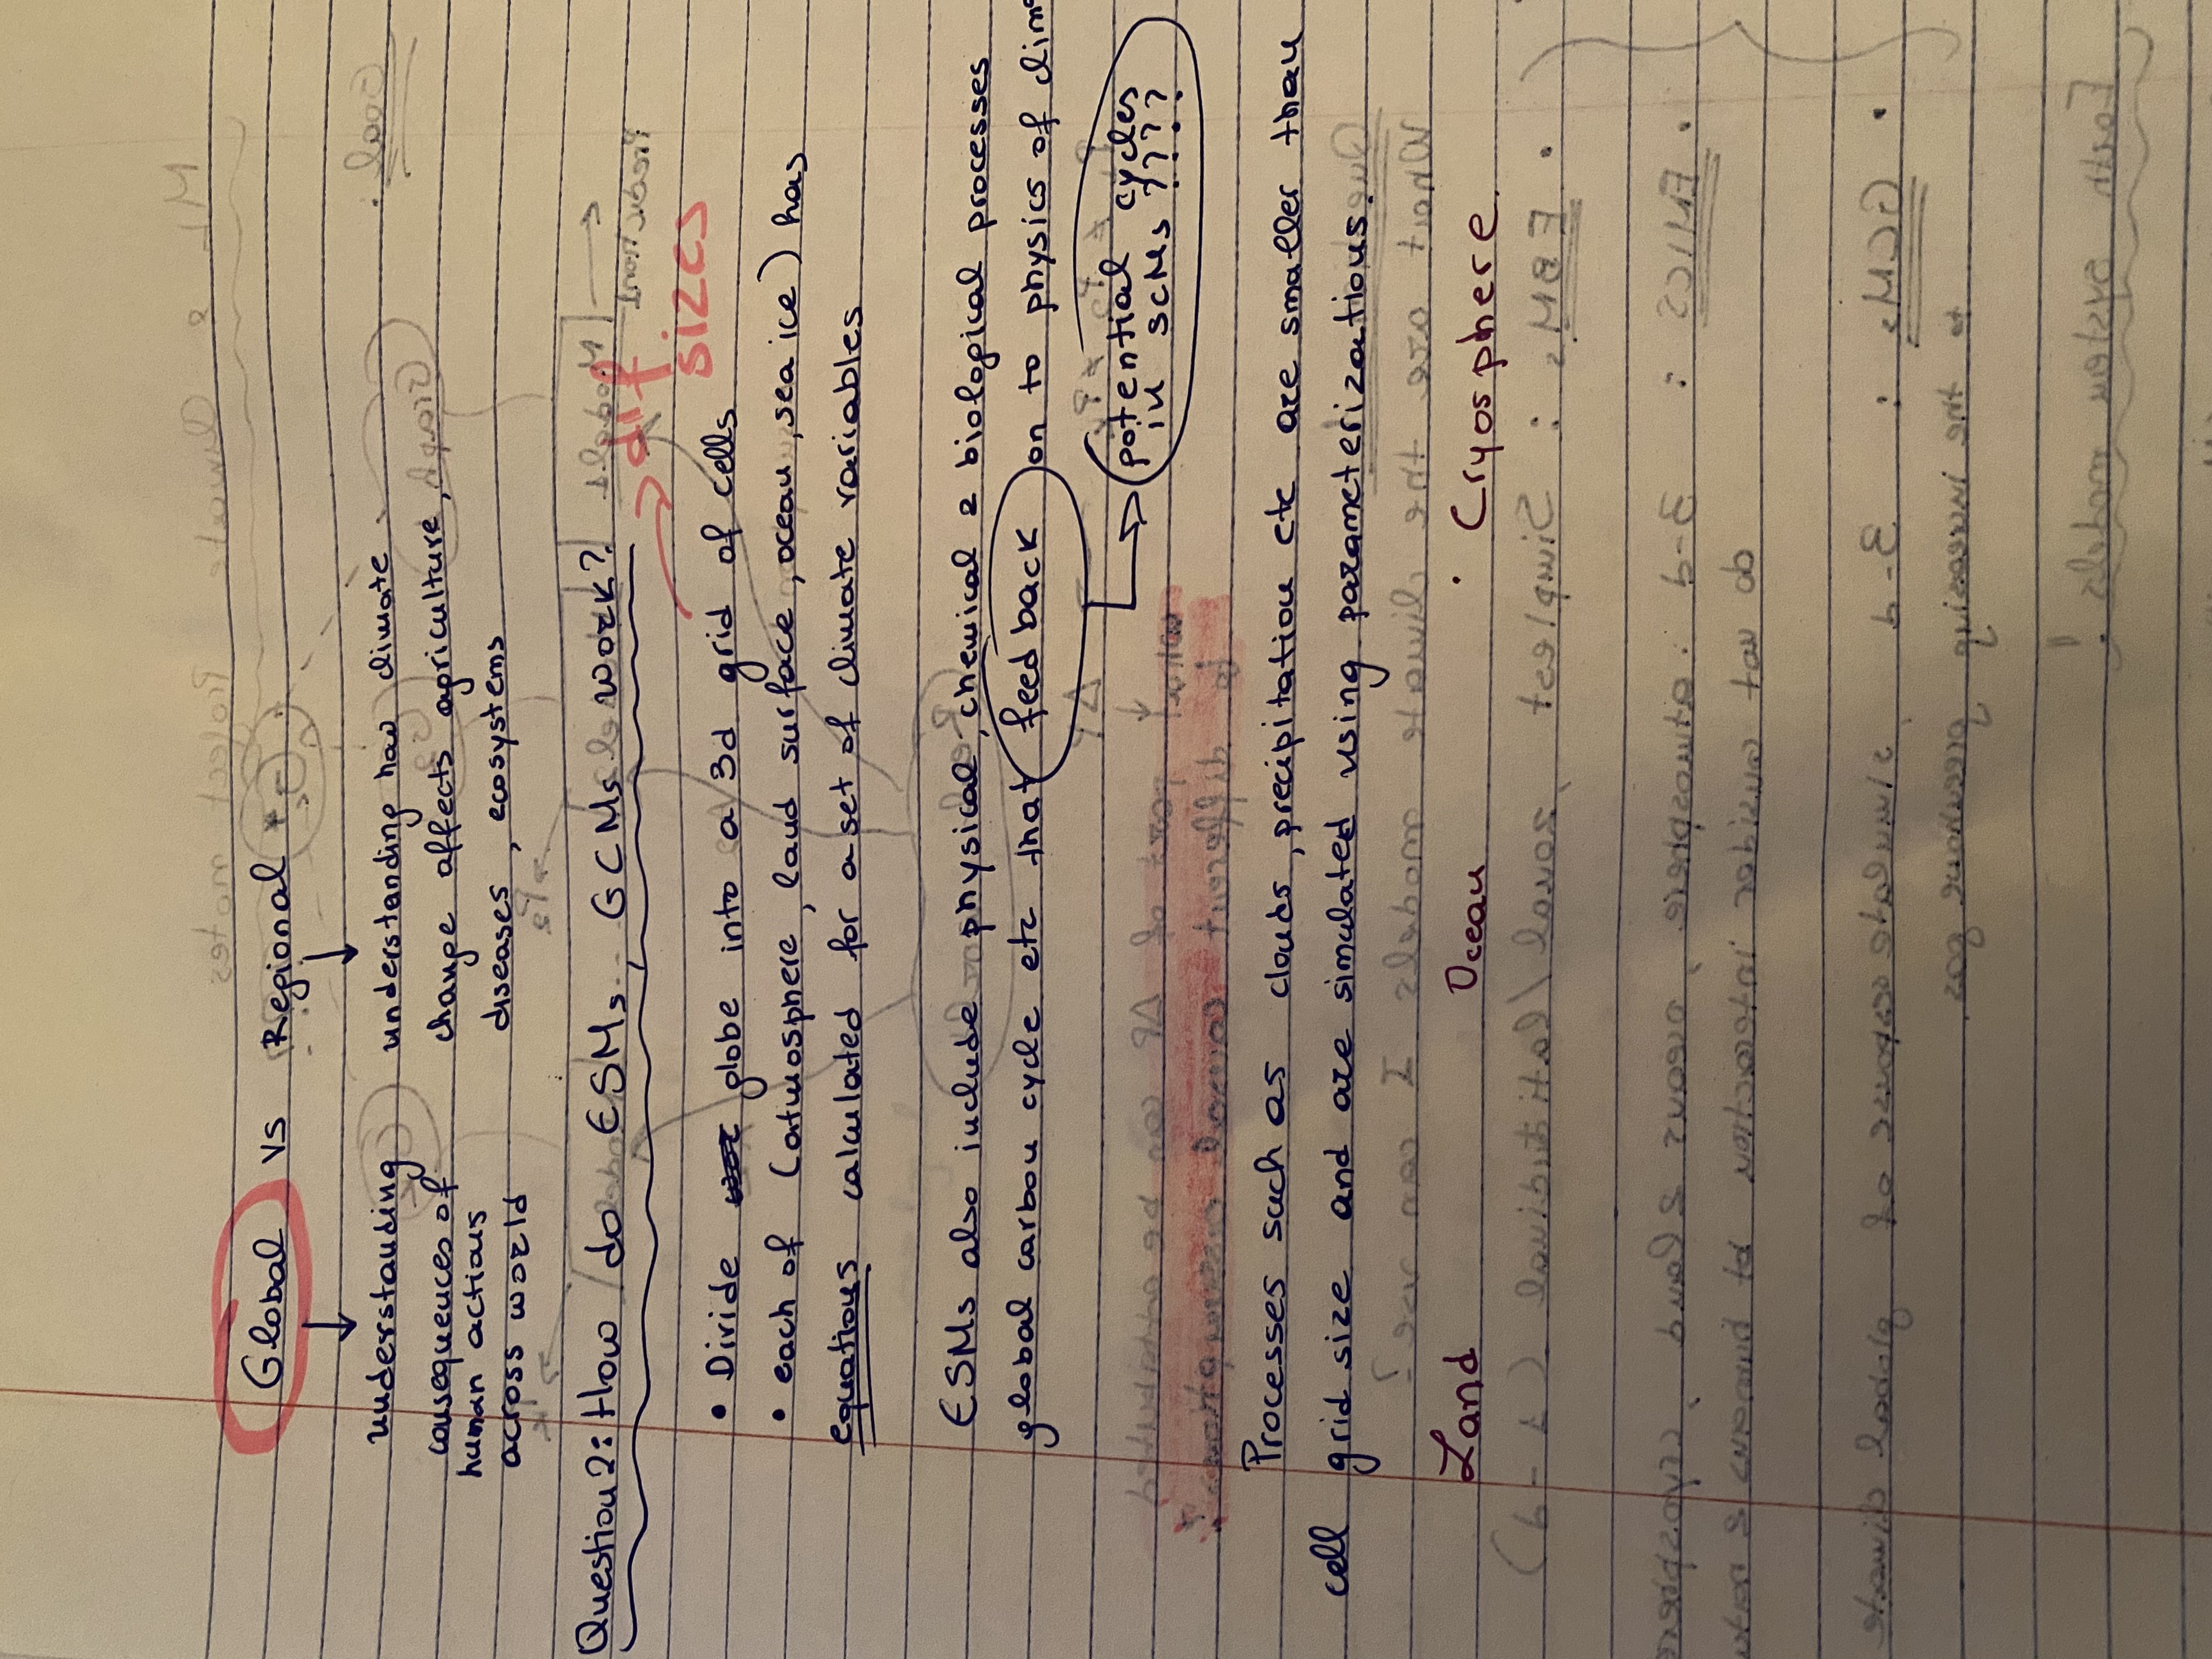 Global vs Regional
understanding understanding how climate
consequences of change affects agriculture,
human actions
across world diseases, ecosystems
Question 2: How do ESMs, GCMs work?
dif
sizes
• Divide globe into a 3d grid of cells
• each of (atmosphere, land surface, ocean, sea ice) has
equations calculated for a set of climate variables
ESMs also include physical, chemical & biological processes
global carbon cycle etc that feedback on to physics of clim
potential cycles
in SCMs ????
Processes such as clouds, precipitation etc are smaller than
cell grid size and are simulated using parameterizations.
Land Ocean Cryosphere.